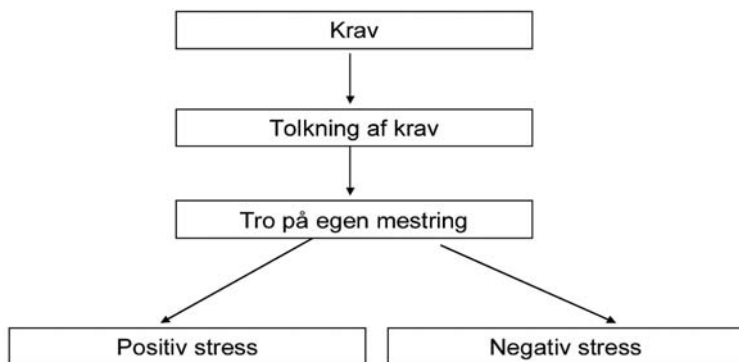 Krav
Tolkning af krav
Tro på egen mestring
Positiv stress
Negativ stress